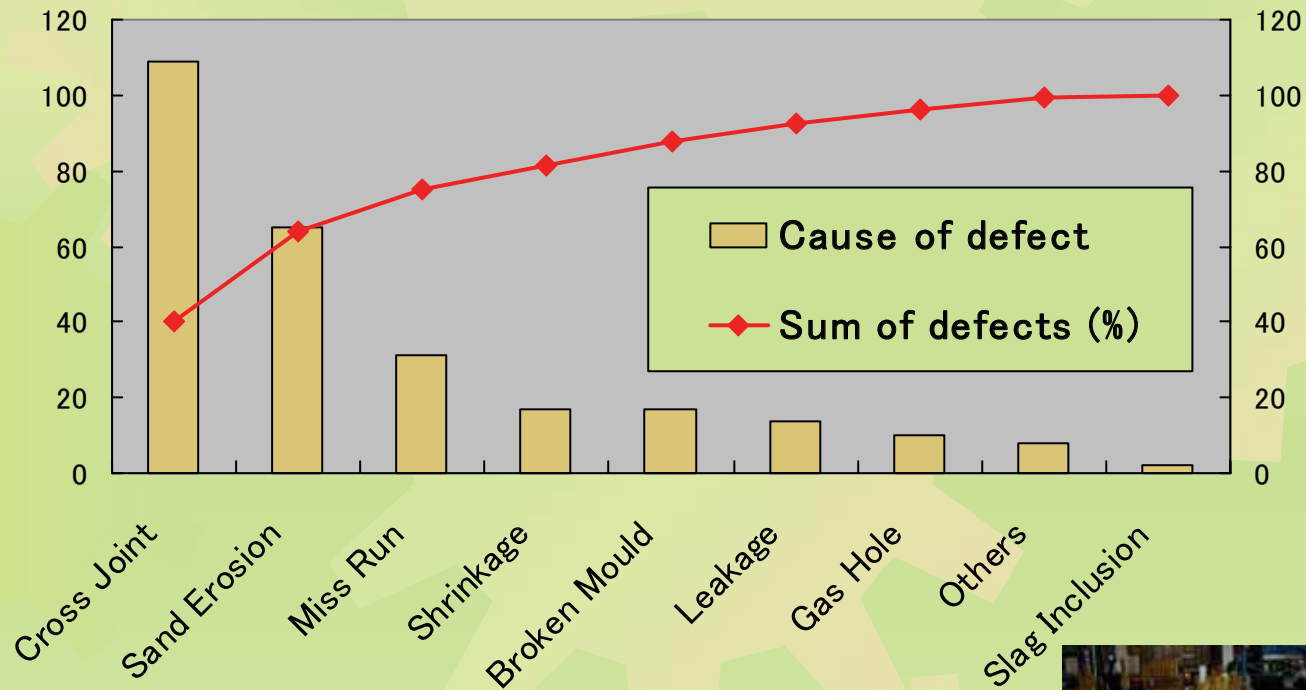 120
100
80
60
40
20
0
120
100
80
60
40
20
0
Cause of defect
Sum of defects (%)
Cross Joint
Sand Erosion
Miss Run
Shrinkage
Broken Mould
Leakage
Gas Hole
Others
Slag Inclusion